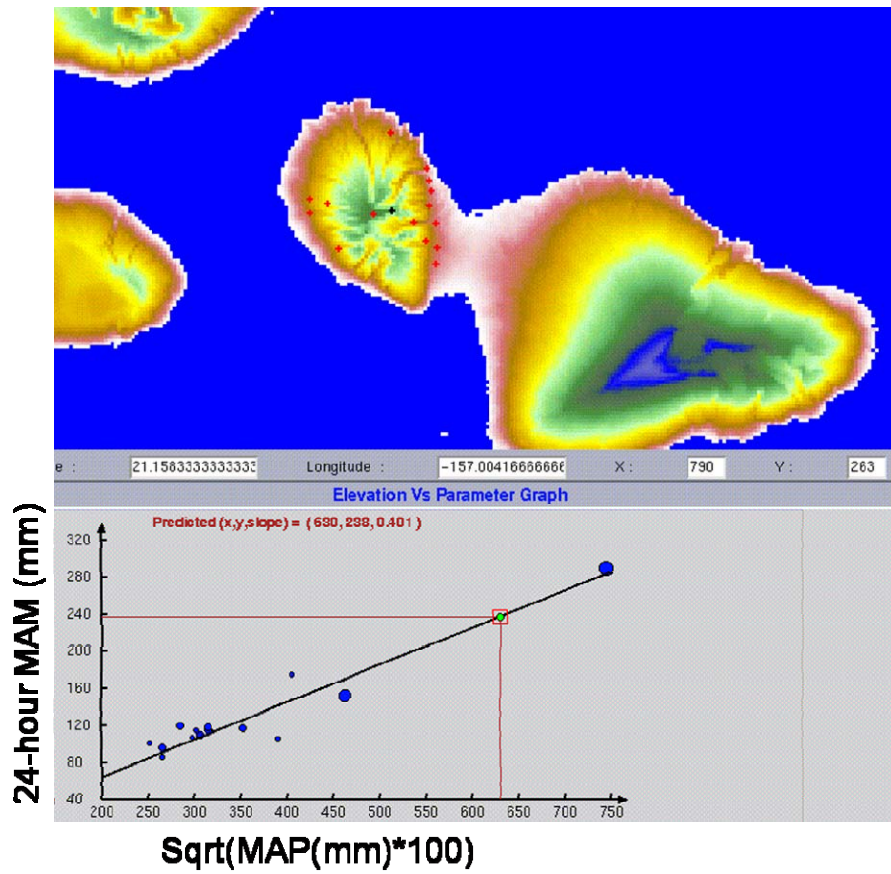 e : 21.1583333333333 Longitude : -157.00416666666 X : 790 Y : 263
Elevation Vs Parameter Graph
Predicted (x,y,slope) = ( 630, 238, 0.401 )
24-hour MAM (mm)
320
280
240
200
160
120
80
40
200 250 300 350 400 450 500 550 600 650 700 750
Sqrt(MAP(mm)*100)